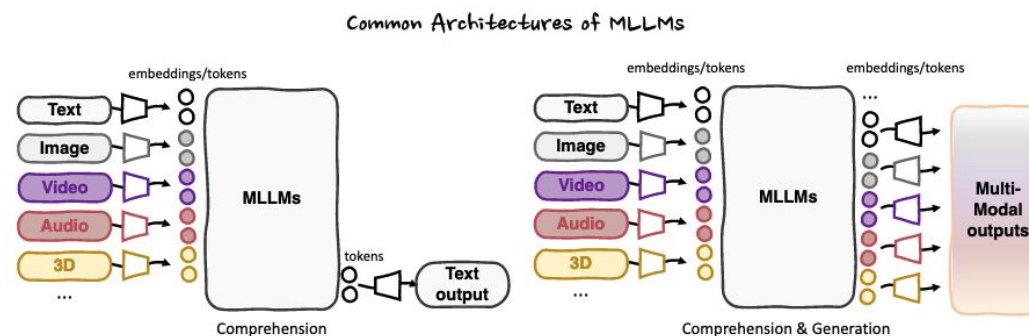 Common Architectures of MLLMs
embeddings/tokens
Text
Image
Video
Audio
3D
...
MLLMs
tokens
Text
output
Comprehension
embeddings/tokens
embeddings/tokens
Text
Image
Video
Audio
3D
...
MLLMs
...
Multi-
Modal
outputs
Comprehension & Generation